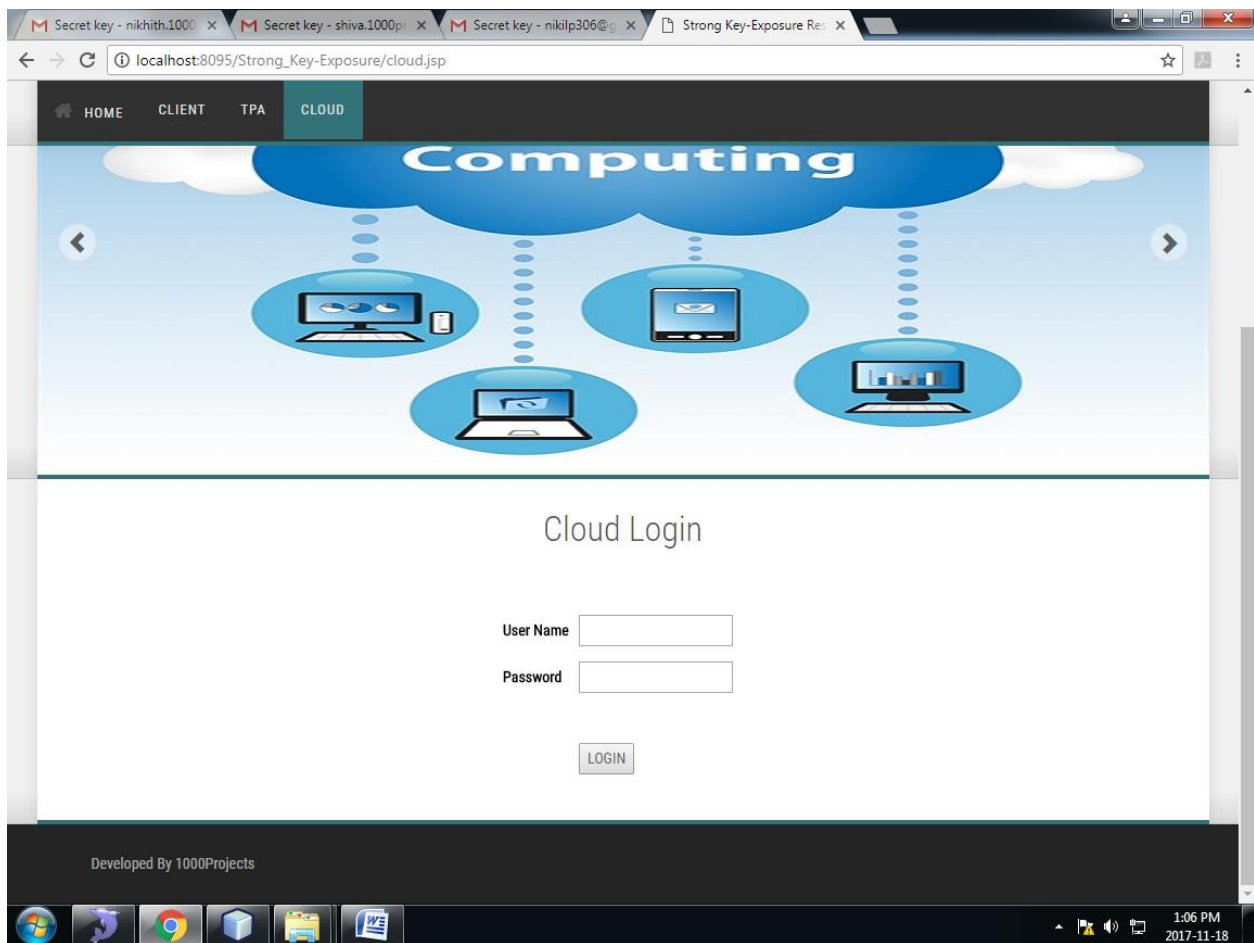 Secret key - nikhith.1000
Secret key - shiva.1000p
Secret key - nikilp306@g
Strong Key-Exposure Res
localhost:8095/Strong_Key-Exposure/cloud.jsp
HOME CLIENT TPA CLOUD
Computing
Cloud Login
User Name
Password
LOGIN
Developed By 1000Projects
1:06 PM
2017-11-18